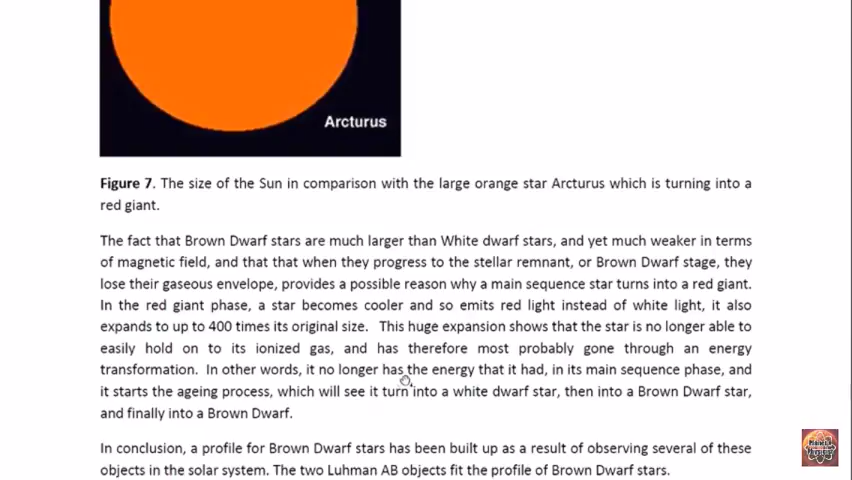 Arcturus
Figure 7. The size of the Sun in comparison with the large orange star Arcturus which is turning into a
red giant.
The fact that Brown Dwarf stars are much larger than White dwarf stars, and yet much weaker in terms
of magnetic field, and that that when they progress to the stellar remnant, or Brown Dwarf stage, they
lose their gaseous envelope, provides a possible reason why a main sequence star turns into a red giant.
In the red giant phase, a star becomes cooler and so emits red light instead of white light, it also
expands to up to 400 times its original size. This huge expansion shows that the star is no longer able to
easily hold on to its ionized gas, and has therefore most probably gone through an energy
transformation. In other words, it no longer has the energy that it had, in its main sequence phase, and
it starts the ageing process, which will see it turn into a white dwarf star, then into a Brown Dwarf star,
and finally into a Brown Dwarf.
In conclusion, a profile for Brown Dwarf stars has been built up as a result of observing several of these
objects in the solar system. The two Luhman AB objects fit the profile of Brown Dwarf stars.